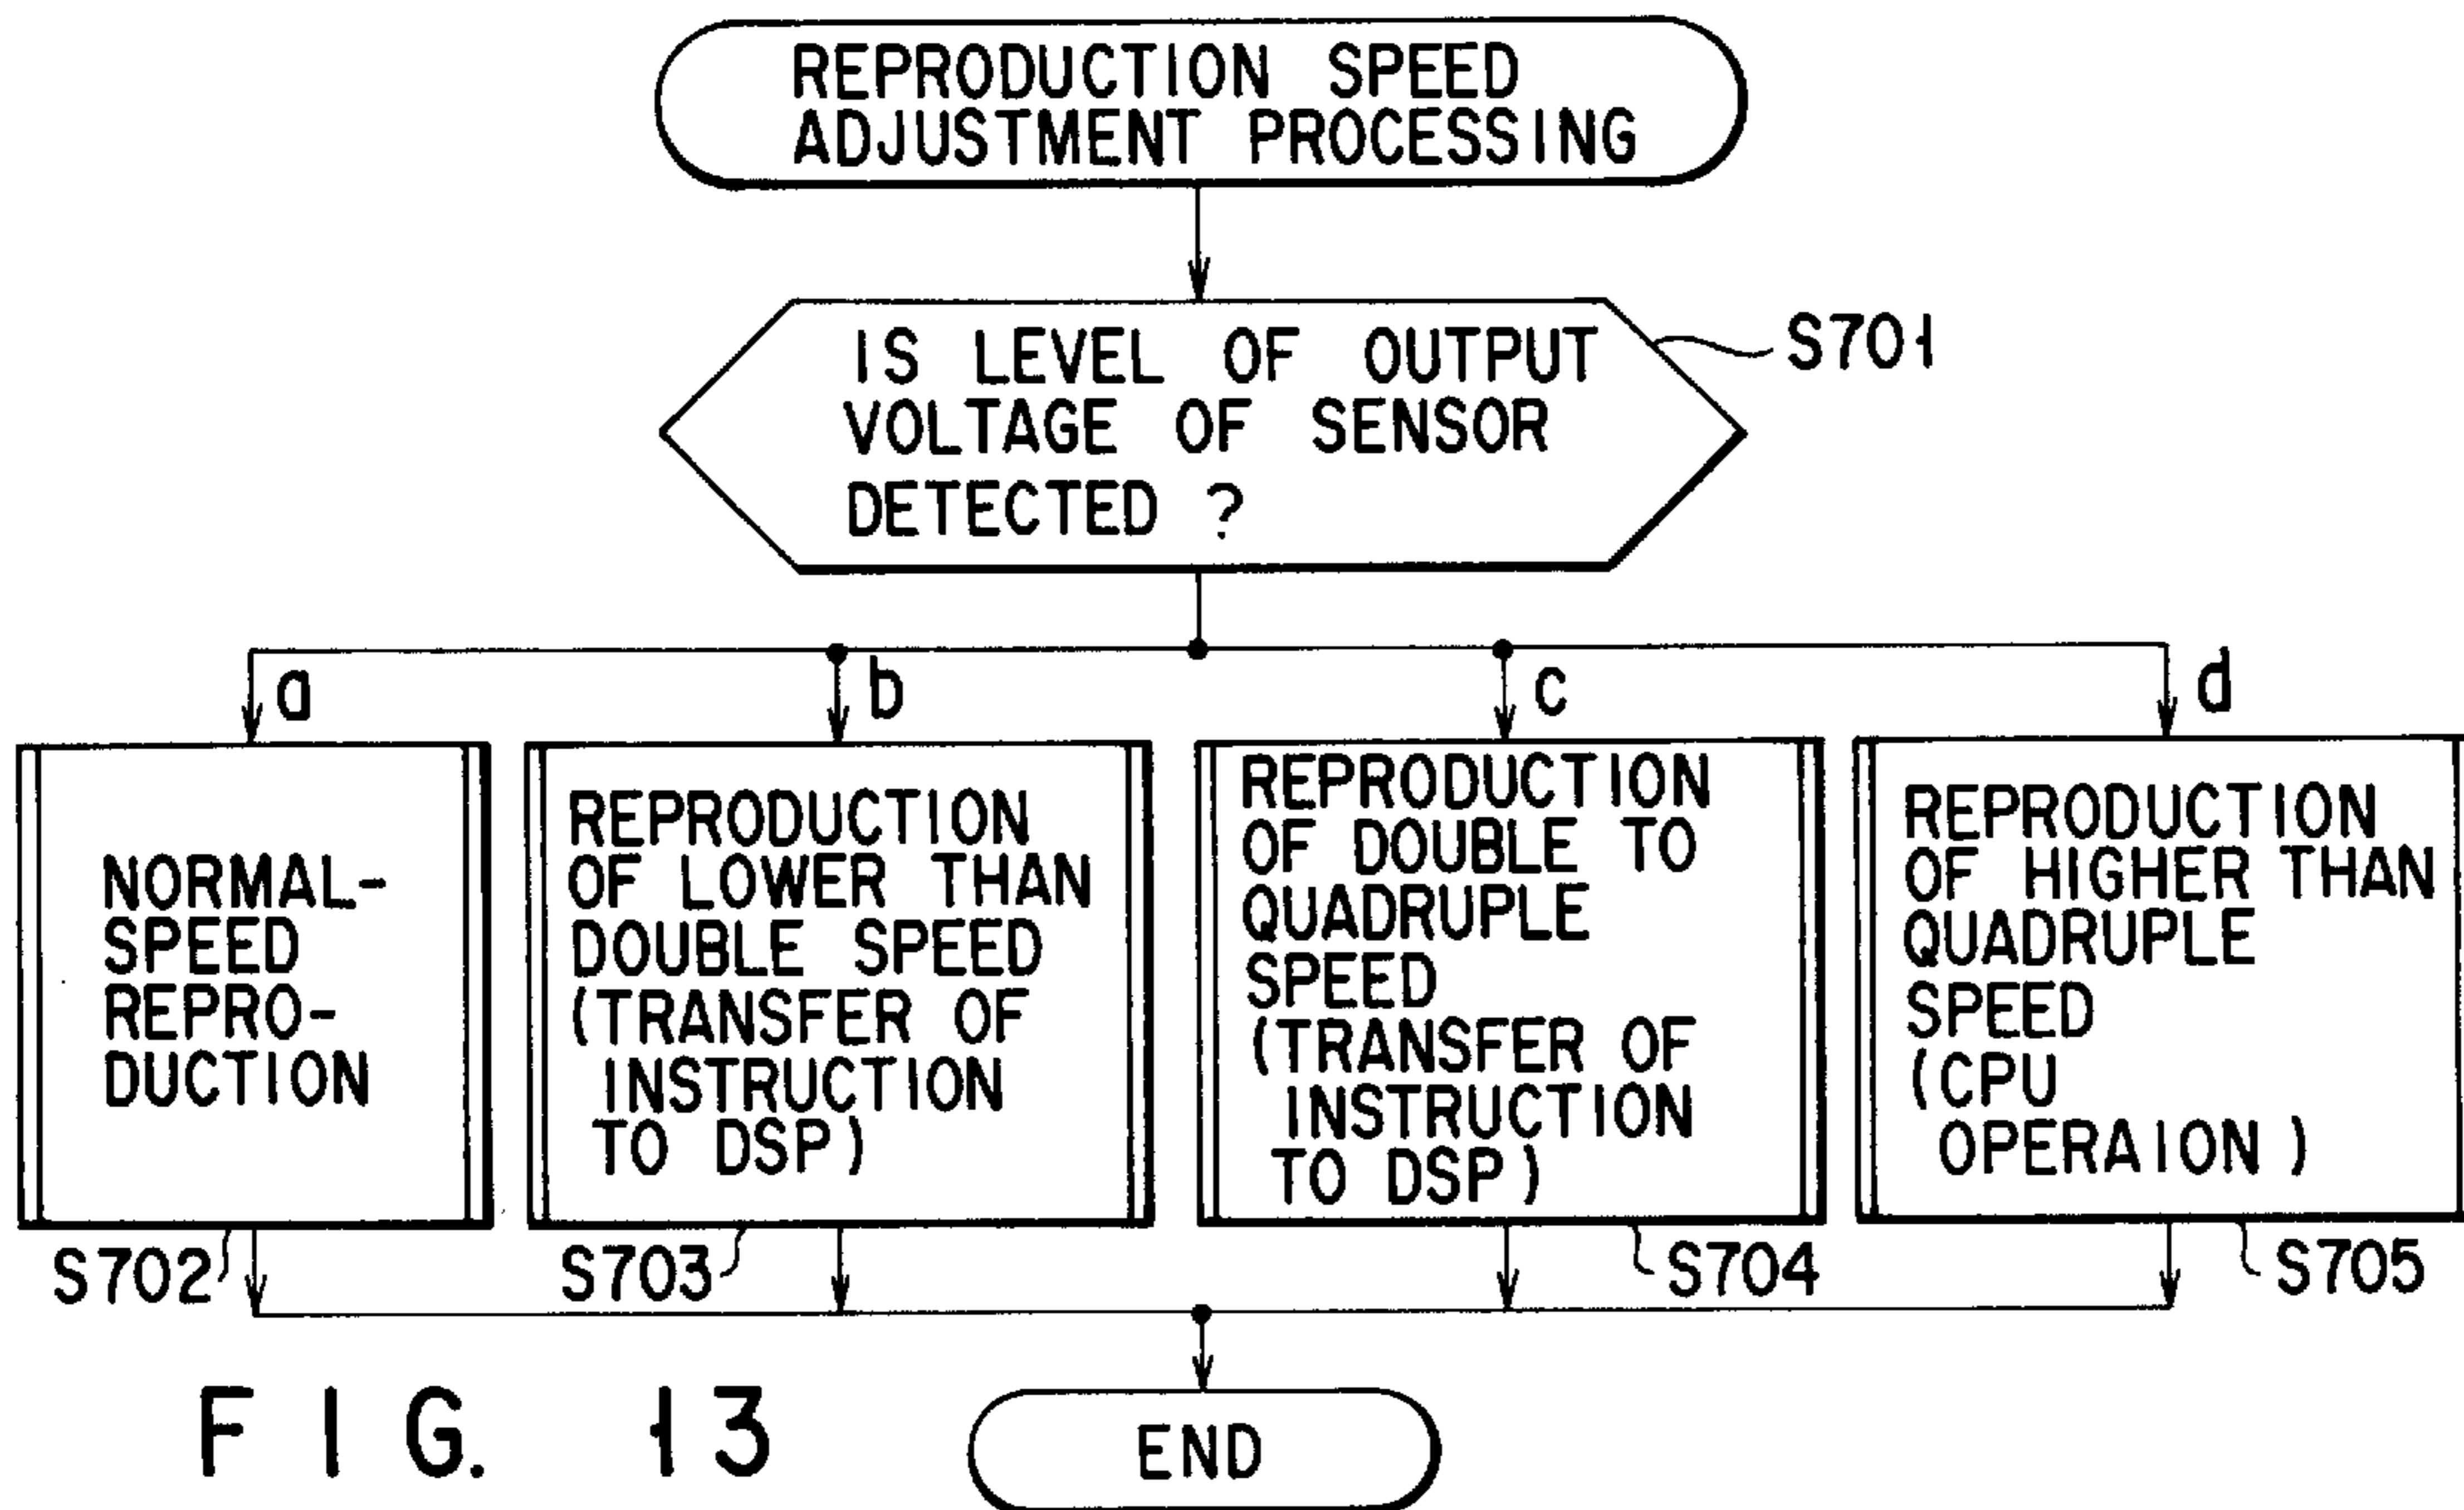 REPRODUCTION SPEED
ADJUSTMENT PROCESSING
IS LEVEL OF OUTPUT
VOLTAGE OF SENSOR
DETECTED ?
S701
a
b
c
d
NORMAL-
SPEED
REPRO-
DUCTION
S702
REPRODUCTION
OF LOWER THAN
DOUBLE SPEED
(TRANSFER OF
INSTRUCTION
TO DSP)
S703
REPRODUCTION
OF DOUBLE TO
QUADRUPLE
SPEED
(TRANSFER OF
INSTRUCTION
TO DSP)
S704
REPRODUCTION
OF HIGHER THAN
QUADRUPLE
SPEED
(CPU
OPERAION)
S705
END
FIG. 13